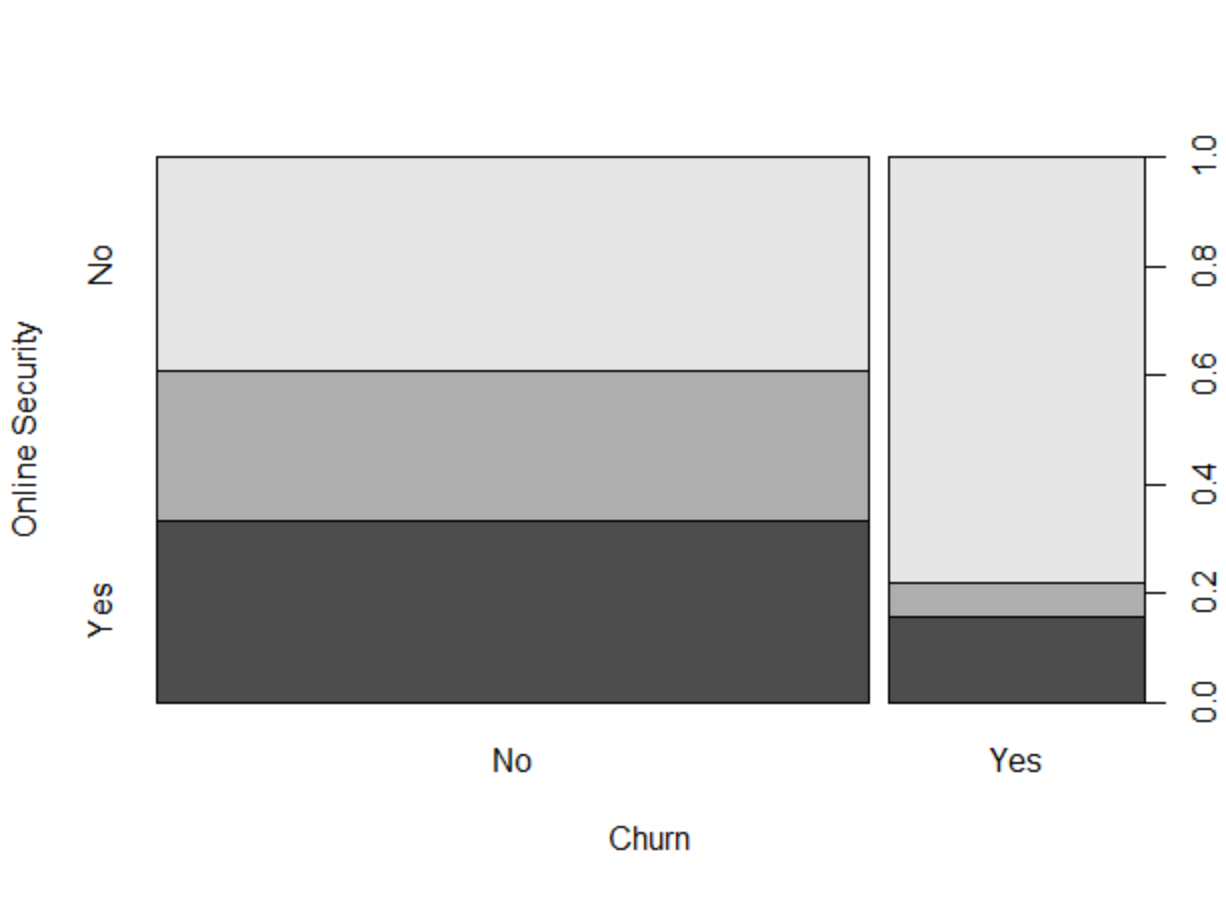 Online Security
No
Yes
1.0
0.8
0.6
0.4
0.2
0.0
No
Yes
Churn